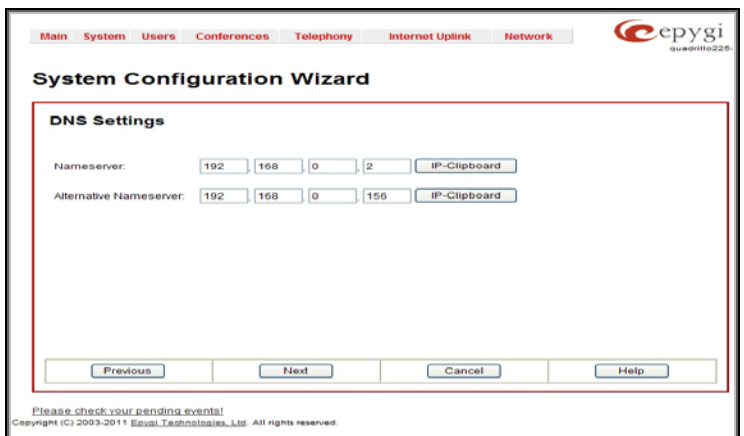 Main System Users Conferences Telephony Internet Uplink Network
epygi
quadrillo226-
System Configuration Wizard
DNS Settings
Nameserver: 192 . 168 . 0 . 2 IP-Clipboard
Alternative Nameserver: 192 . 168 . 0 . 156 IP-Clipboard
Previous Next Cancel Help
Please check your pending events!
Copyright (C) 2003-2011 Epygi Technologies, Ltd. All rights reserved.